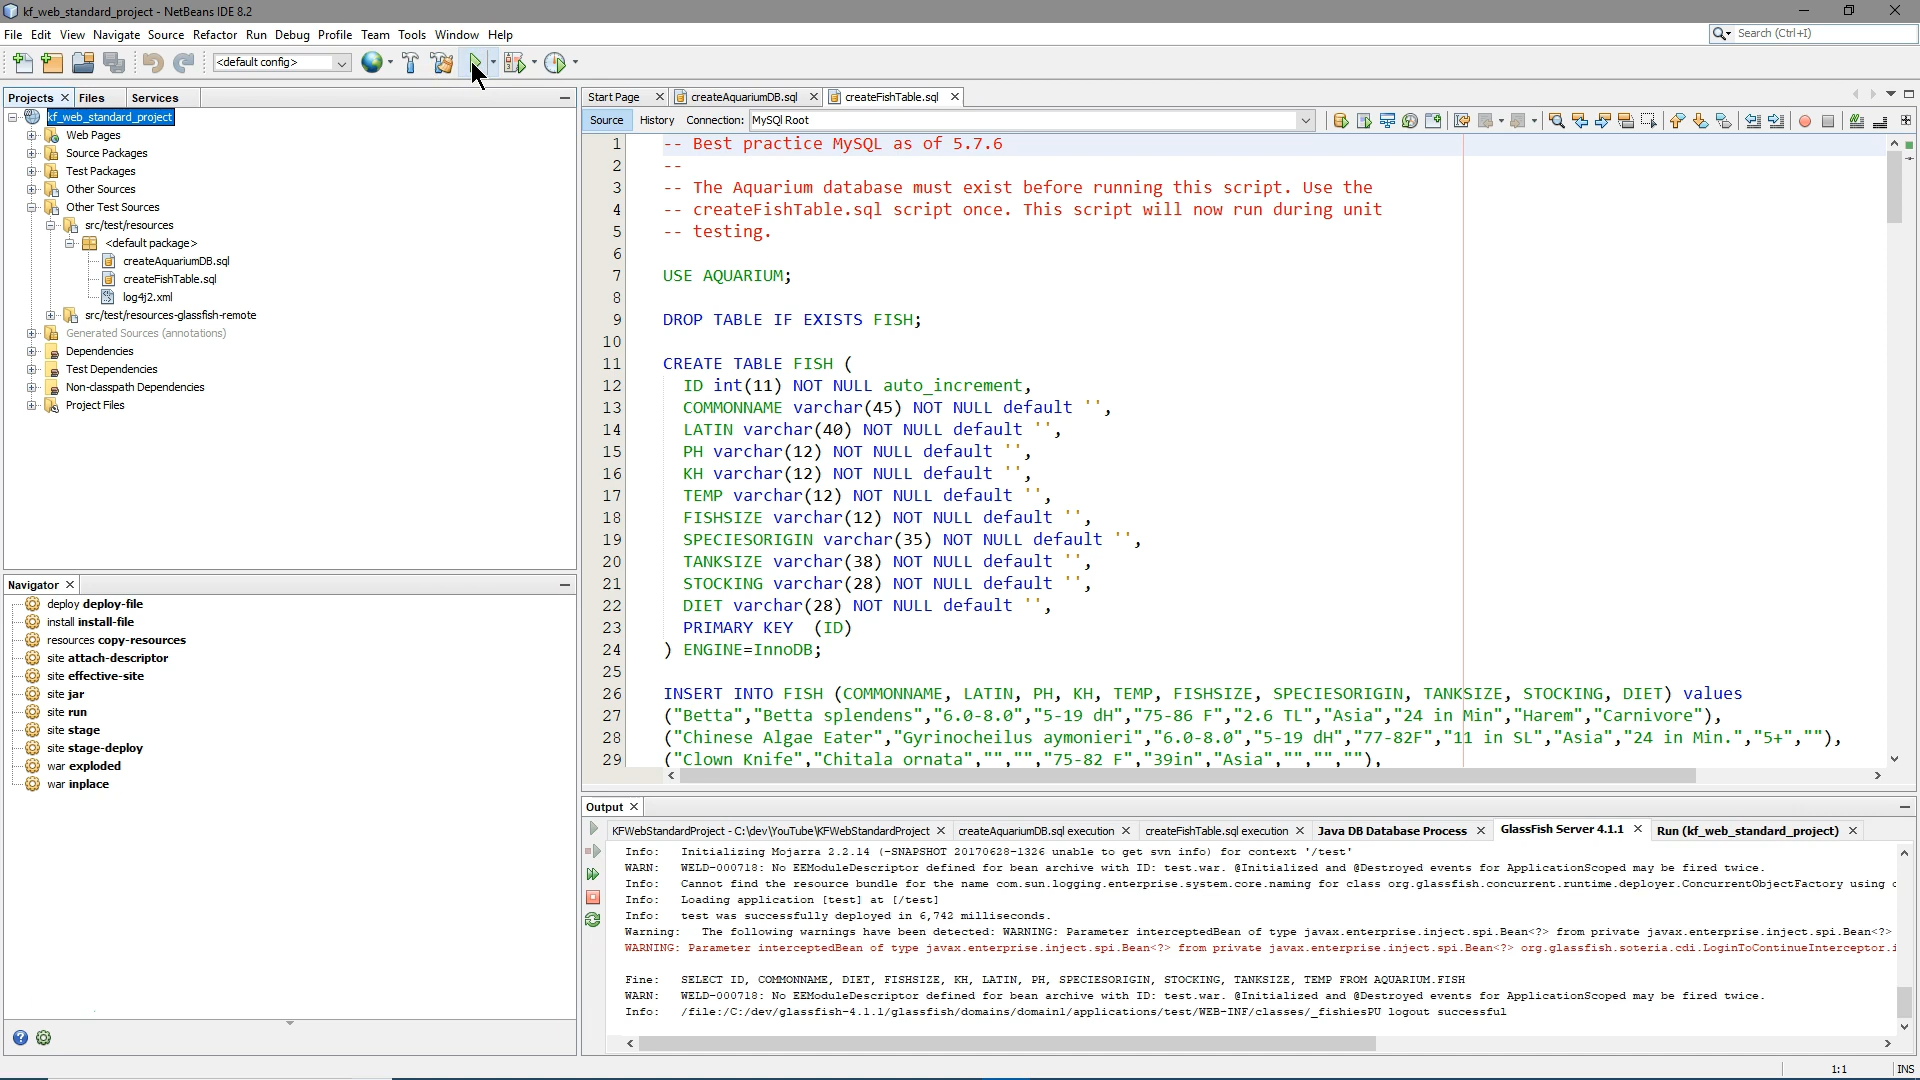 kf_web_standard_project - NetBeans IDE 8.2
File Edit View Navigate Source Refactor Run Debug Profile Team Tools Window Help
Search (Ctrl+I)
<default config>
Projects Files Services
kf_web_standard_project
Web Pages
Source Packages
Test Packages
Other Sources
Other Test Sources
src/test/resources
<default package>
createAquariumDB.sql
createFishTable.sql
log4j2.xml
src/test/resources-glassfish-remote
Generated Sources (annotations)
Dependencies
Test Dependencies
Non-classpath Dependencies
Project Files
Navigator
deploy deploy-file
install install-file
resources copy-resources
site attach-descriptor
site effective-site
site jar
site run
site stage
site stage-deploy
war exploded
war inplace
Start Page createAquariumDB.sql createFishTable.sql
Source History Connection: MySQl Root
1 -- Best practice MySQL as of 5.7.6
2 --
3 -- The Aquarium database must exist before running this script. Use the
4 -- createFishTable.sql script once. This script will now run during unit
5 -- testing.
6
7 USE AQUARIUM;
8
9 DROP TABLE IF EXISTS FISH;
10
11 CREATE TABLE FISH (
12 ID int(11) NOT NULL auto_increment,
13 COMMONNAME varchar(45) NOT NULL default '',
14 LATIN varchar(40) NOT NULL default '',
15 PH varchar(12) NOT NULL default '',
16 KH varchar(12) NOT NULL default '',
17 TEMP varchar(12) NOT NULL default '',
18 FISHSIZE varchar(12) NOT NULL default '',
19 SPECIESORIGIN varchar(35) NOT NULL default '',
20 TANKSIZE varchar(38) NOT NULL default '',
21 STOCKING varchar(28) NOT NULL default '',
22 DIET varchar(28) NOT NULL default '',
23 PRIMARY KEY (ID)
24 ) ENGINE=InnoDB;
25
26 INSERT INTO FISH (COMMONNAME, LATIN, PH, KH, TEMP, FISHSIZE, SPECIESORIGIN, TANKSIZE, STOCKING, DIET) values
27 ("Betta","Betta splendens","6.0-8.0","5-19 dH","75-86 F","2.6 TL","Asia","24 in Min","Harem","Carnivore"),
28 ("Chinese Algae Eater","Gyrinocheilus aymonieri","6.0-8.0","5-19 dH","77-82F","11 in SL","Asia","24 in Min.","5+",""),
29 ("Clown Knife","Chitala ornata","","","75-82 F","39in","Asia","","",""),
Output
KFWebStandardProject - C:\dev\YouTube\KFWebStandardProject createAquariumDB.sql execution createFishTable.sql execution Java DB Database Process GlassFish Server 4.1.1 Run (kf_web_standard_project)
Info: Initializing Mojarra 2.2.14 (-SNAPSHOT 20170628-1326 unable to get svn info) for context '/test'
WARN: WELD-000718: No EEModuleDescriptor defined for bean archive with ID: test.war. @Initialized and @Destroyed events for ApplicationScoped may be fired twice.
Info: Cannot find the resource bundle for the name com.sun.logging.enterprise.system.core.naming for class org.glassfish.concurrent.runtime.deployer.ConcurrentObjectFactory using
Info: Loading application [test] at [/test]
Info: test was successfully deployed in 6,742 milliseconds.
Warning: The following warnings have been detected: WARNING: Parameter interceptedBean of type javax.enterprise.inject.spi.Bean<?> from private javax.enterprise.inject.spi.Bean<?>
WARNING: Parameter interceptedBean of type javax.enterprise.inject.spi.Bean<?> from private javax.enterprise.inject.spi.Bean<?> org.glassfish.soteria.cdi.LoginToContinueInterceptor.i
Fine: SELECT ID, COMMONNAME, DIET, FISHSIZE, KH, LATIN, PH, SPECIESORIGIN, STOCKING, TANKSIZE, TEMP FROM AQUARIUM.FISH
WARN: WELD-000718: No EEModuleDescriptor defined for bean archive with ID: test.war. @Initialized and @Destroyed events for ApplicationScoped may be fired twice.
Info: /file:/C:/dev/glassfish-4.1.1/glassfish/domains/domain1/applications/test/WEB-INF/classes/_fishiesPU logout successful
1:1 INS